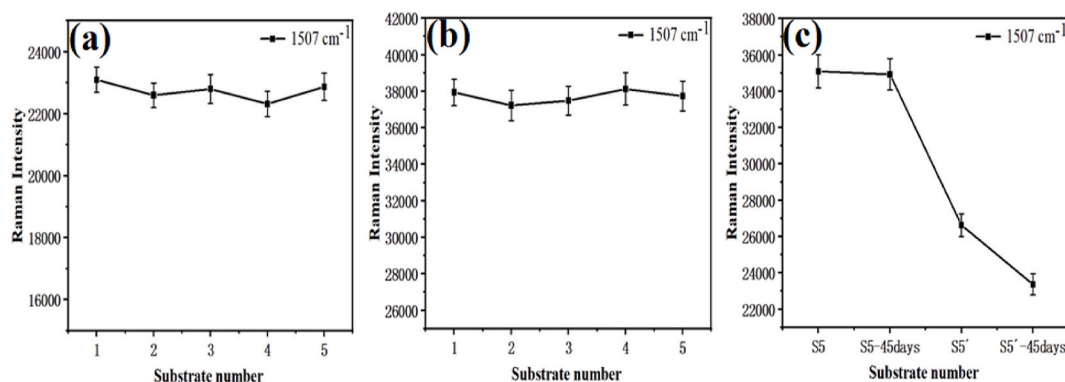 (a)
1507 cm⁻¹
24000
22000
20000
18000
16000
Raman Intensity
1 2 3 4 5
Substrate number
(b)
1507 cm⁻¹
42000
40000
38000
36000
34000
32000
30000
28000
26000
Raman Intensity
1 2 3 4 5
Substrate number
(c)
1507 cm⁻¹
38000
36000
34000
32000
30000
28000
26000
24000
22000
Raman Intensity
S5 S5-45days S5′ S5′-45days
Substrate number